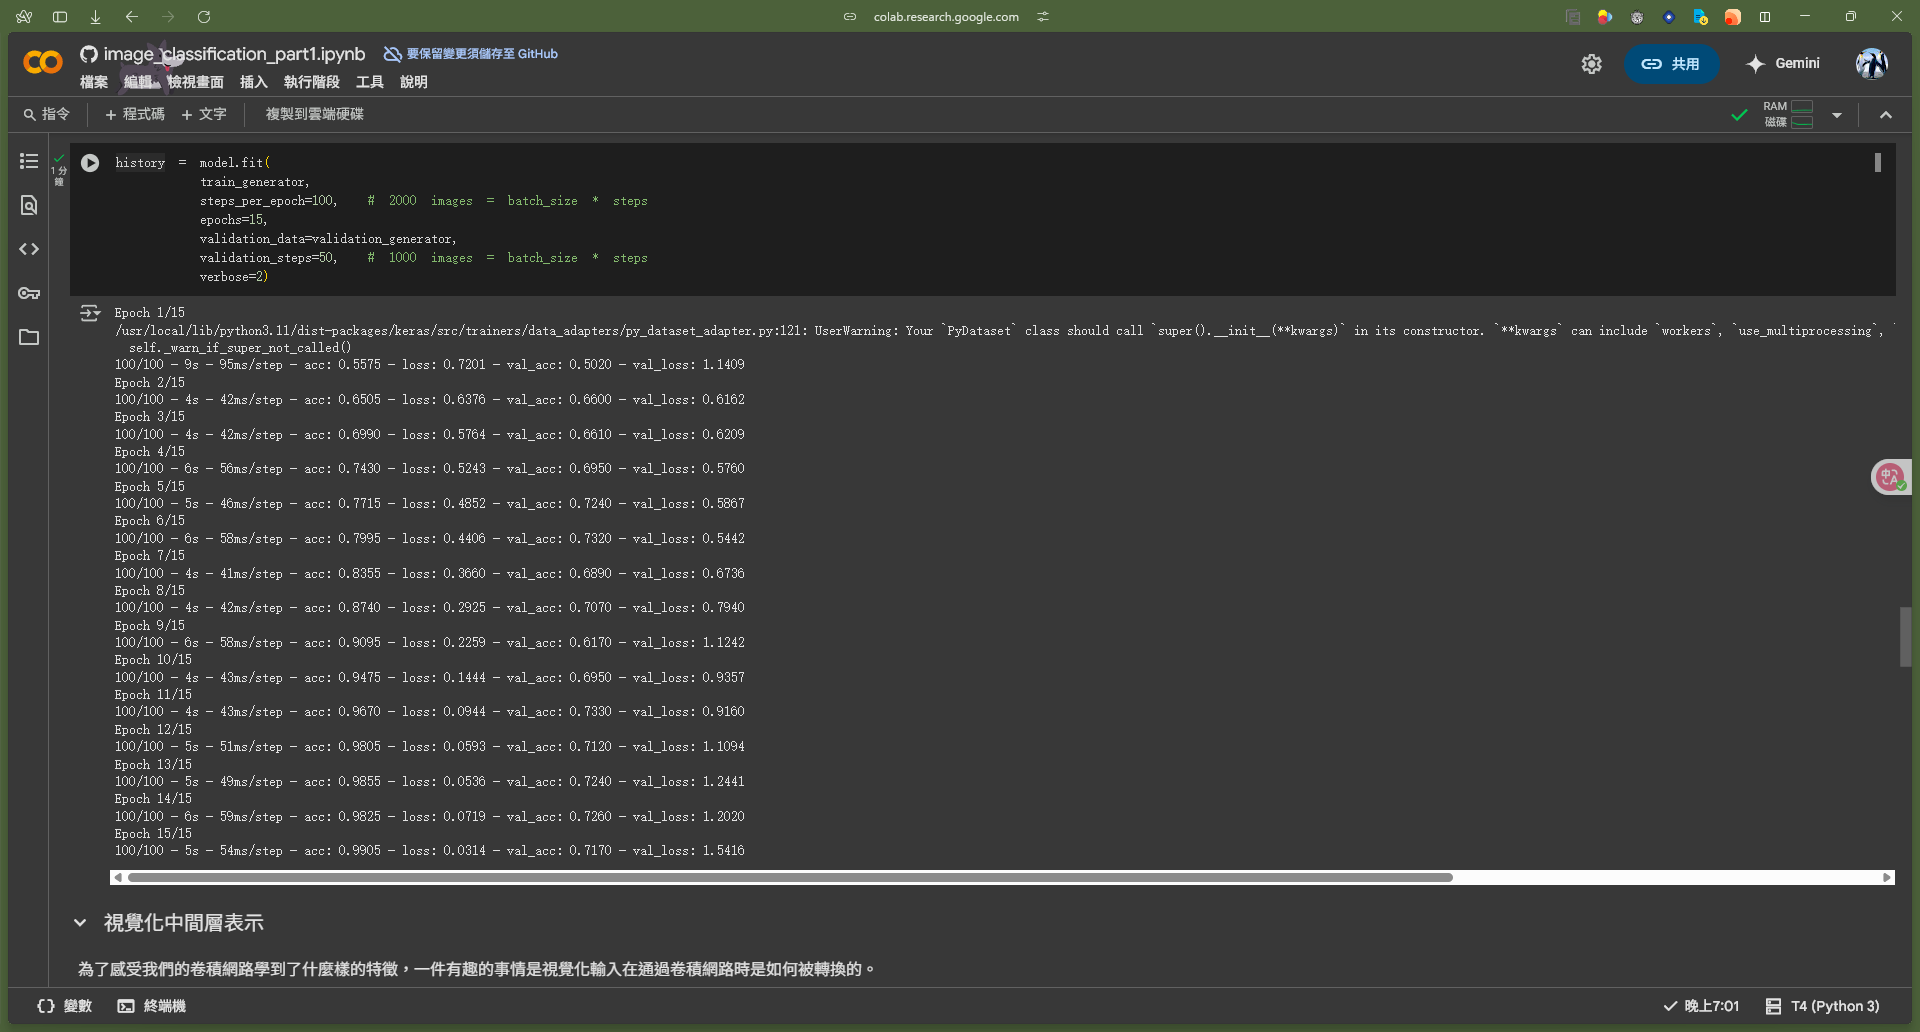 colab.research.google.com
image_classification_part1.ipynb
要保留變更須儲存至 GitHub
檔案 編輯 檢視畫面 插入 執行階段 工具 說明
共用
Gemini
指令 + 程式碼 + 文字 複製到雲端硬碟
RAM
磁碟
1 分
鐘
history = model.fit(
train_generator,
steps_per_epoch=100, # 2000 images = batch_size * steps
epochs=15,
validation_data=validation_generator,
validation_steps=50, # 1000 images = batch_size * steps
verbose=2)
Epoch 1/15
/usr/local/lib/python3.11/dist-packages/keras/src/trainers/data_adapters/py_dataset_adapter.py:121: UserWarning: Your `PyDataset` class should call `super().__init__(**kwargs)` in its constructor. `**kwargs` can include `workers`, `use_multiprocessing`, `
self._warn_if_super_not_called()
100/100 - 9s - 95ms/step - acc: 0.5575 - loss: 0.7201 - val_acc: 0.5020 - val_loss: 1.1409
Epoch 2/15
100/100 - 4s - 42ms/step - acc: 0.6505 - loss: 0.6376 - val_acc: 0.6600 - val_loss: 0.6162
Epoch 3/15
100/100 - 4s - 42ms/step - acc: 0.6990 - loss: 0.5764 - val_acc: 0.6610 - val_loss: 0.6209
Epoch 4/15
100/100 - 6s - 56ms/step - acc: 0.7430 - loss: 0.5243 - val_acc: 0.6950 - val_loss: 0.5760
Epoch 5/15
100/100 - 5s - 46ms/step - acc: 0.7715 - loss: 0.4852 - val_acc: 0.7240 - val_loss: 0.5867
Epoch 6/15
100/100 - 6s - 58ms/step - acc: 0.7995 - loss: 0.4406 - val_acc: 0.7320 - val_loss: 0.5442
Epoch 7/15
100/100 - 4s - 41ms/step - acc: 0.8355 - loss: 0.3660 - val_acc: 0.6890 - val_loss: 0.6736
Epoch 8/15
100/100 - 4s - 42ms/step - acc: 0.8740 - loss: 0.2925 - val_acc: 0.7070 - val_loss: 0.7940
Epoch 9/15
100/100 - 6s - 58ms/step - acc: 0.9095 - loss: 0.2259 - val_acc: 0.6170 - val_loss: 1.1242
Epoch 10/15
100/100 - 4s - 43ms/step - acc: 0.9475 - loss: 0.1444 - val_acc: 0.6950 - val_loss: 0.9357
Epoch 11/15
100/100 - 4s - 43ms/step - acc: 0.9670 - loss: 0.0944 - val_acc: 0.7330 - val_loss: 0.9160
Epoch 12/15
100/100 - 5s - 51ms/step - acc: 0.9805 - loss: 0.0593 - val_acc: 0.7120 - val_loss: 1.1094
Epoch 13/15
100/100 - 5s - 49ms/step - acc: 0.9855 - loss: 0.0536 - val_acc: 0.7240 - val_loss: 1.2441
Epoch 14/15
100/100 - 6s - 59ms/step - acc: 0.9825 - loss: 0.0719 - val_acc: 0.7260 - val_loss: 1.2020
Epoch 15/15
100/100 - 5s - 54ms/step - acc: 0.9905 - loss: 0.0314 - val_acc: 0.7170 - val_loss: 1.5416
視覺化中間層表示
為了感受我們的卷積網路學到了什麼樣的特徵，一件有趣的事情是視覺化輸入在通過卷積網路時是如何被轉換的。
變數 終端機
晚上7:01 T4 (Python 3)